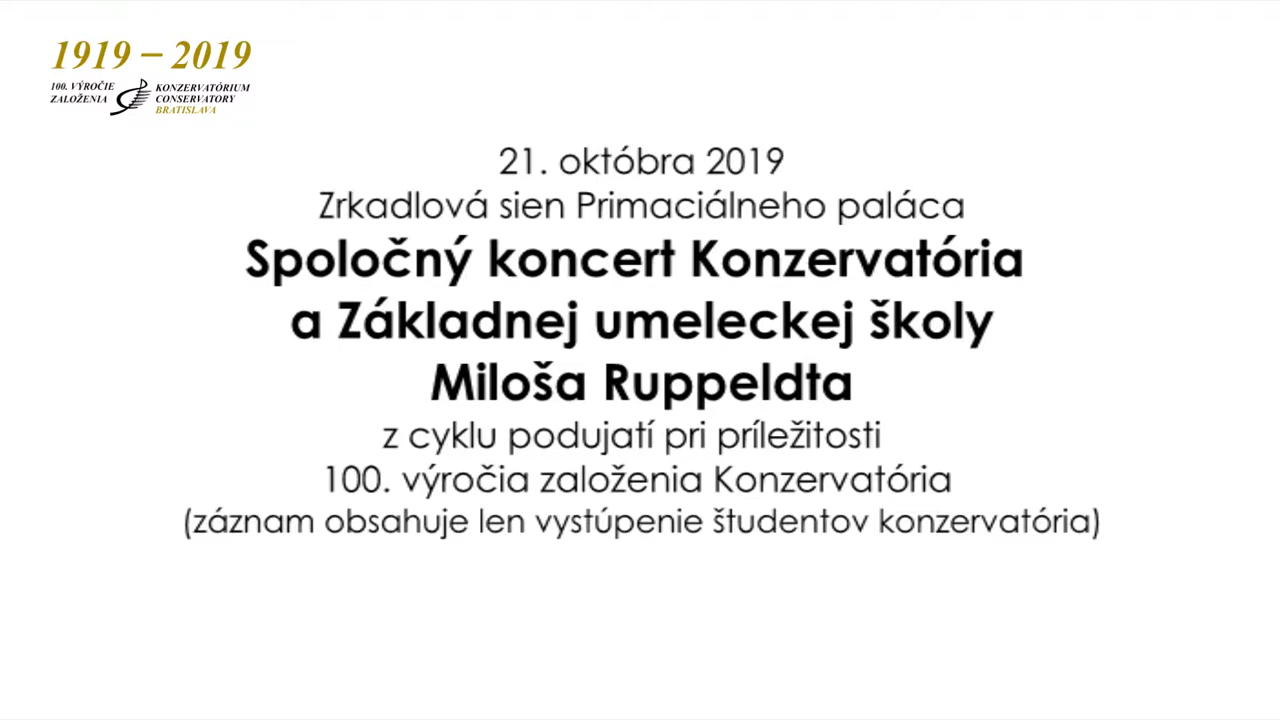 1919 – 2019
100. VÝROČIE
ZALOŽENIA
KONZERVATÓRIUM
CONSERVATORY
BRATISLAVA
21. októbra 2019
Zrkadlová sien Primaciálneho paláca
Spoločný koncert Konzervatória
a Základnej umeleckej školy
Miloša Ruppeldta
z cyklu podujatí pri príležitosti
100. výročia založenia Konzervatória
(záznam obsahuje len vystúpenie študentov konzervatória)